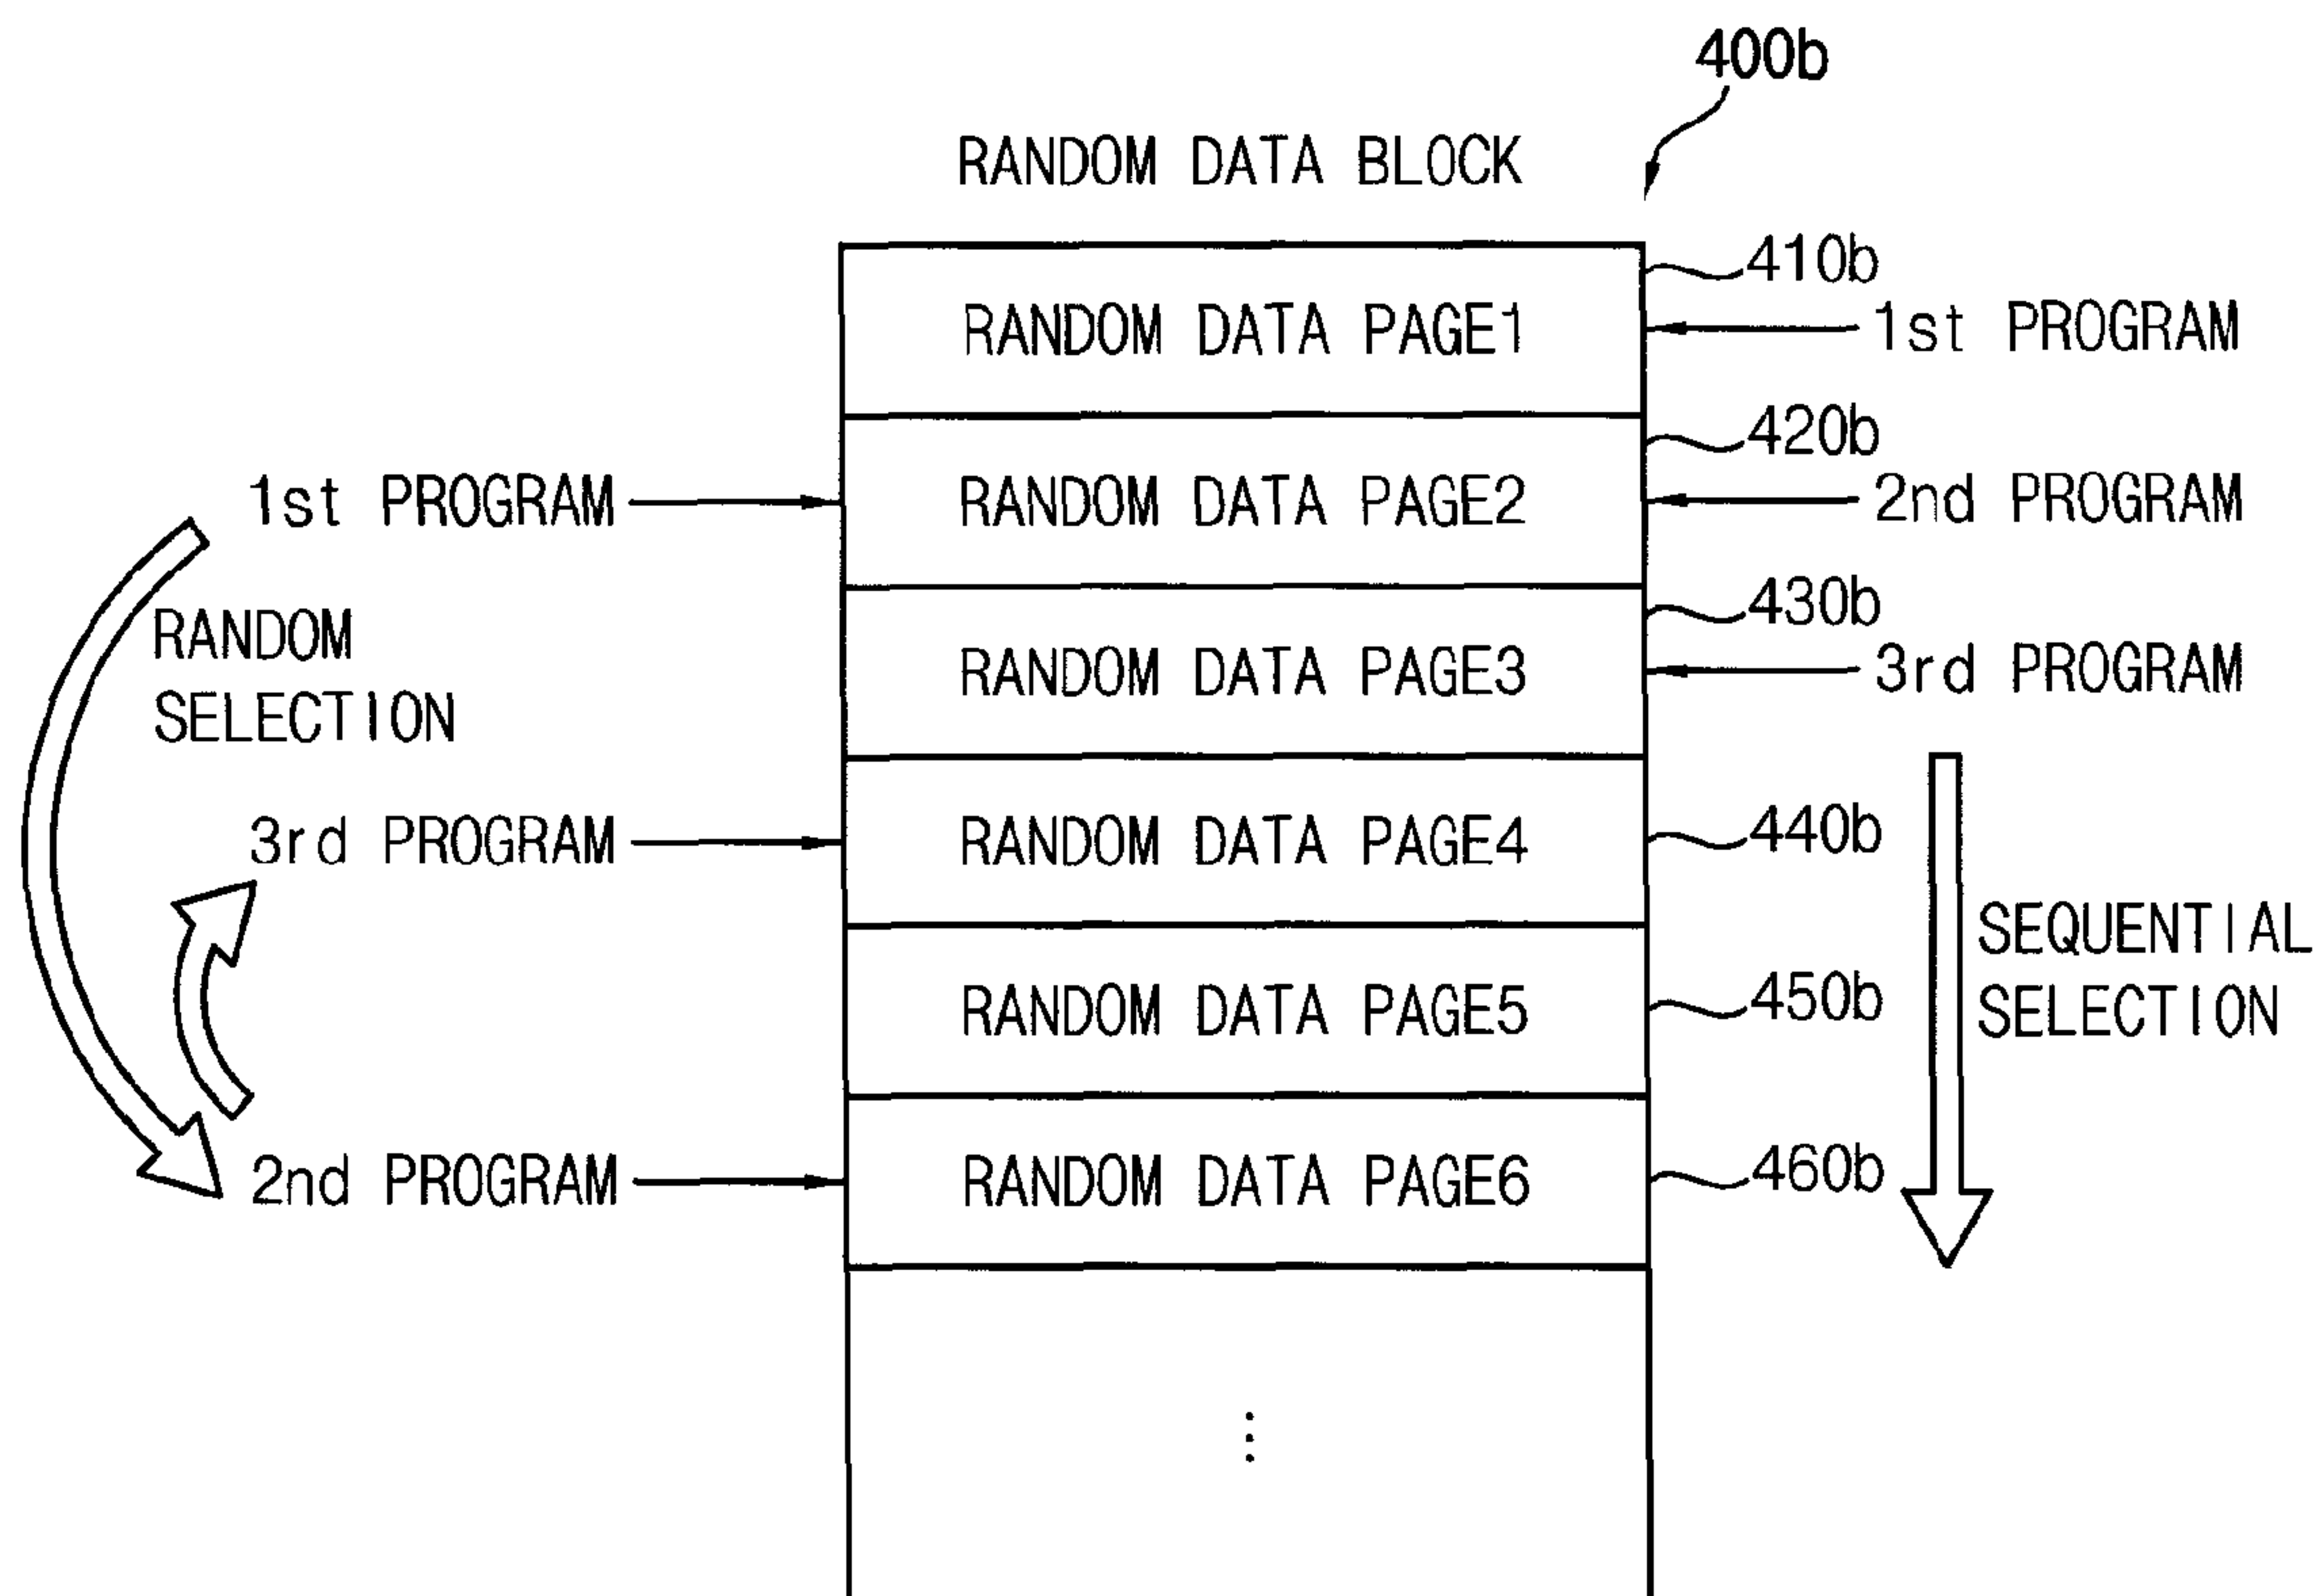 400b
RANDOM DATA BLOCK
410b
RANDOM DATA PAGE1
1st PROGRAM
420b
1st PROGRAM
RANDOM DATA PAGE2
2nd PROGRAM
430b
RANDOM
SELECTION
RANDOM DATA PAGE3
3rd PROGRAM
3rd PROGRAM
RANDOM DATA PAGE4
440b
SEQUENTIAL
SELECTION
RANDOM DATA PAGE5
450b
2nd PROGRAM
RANDOM DATA PAGE6
460b
⋮